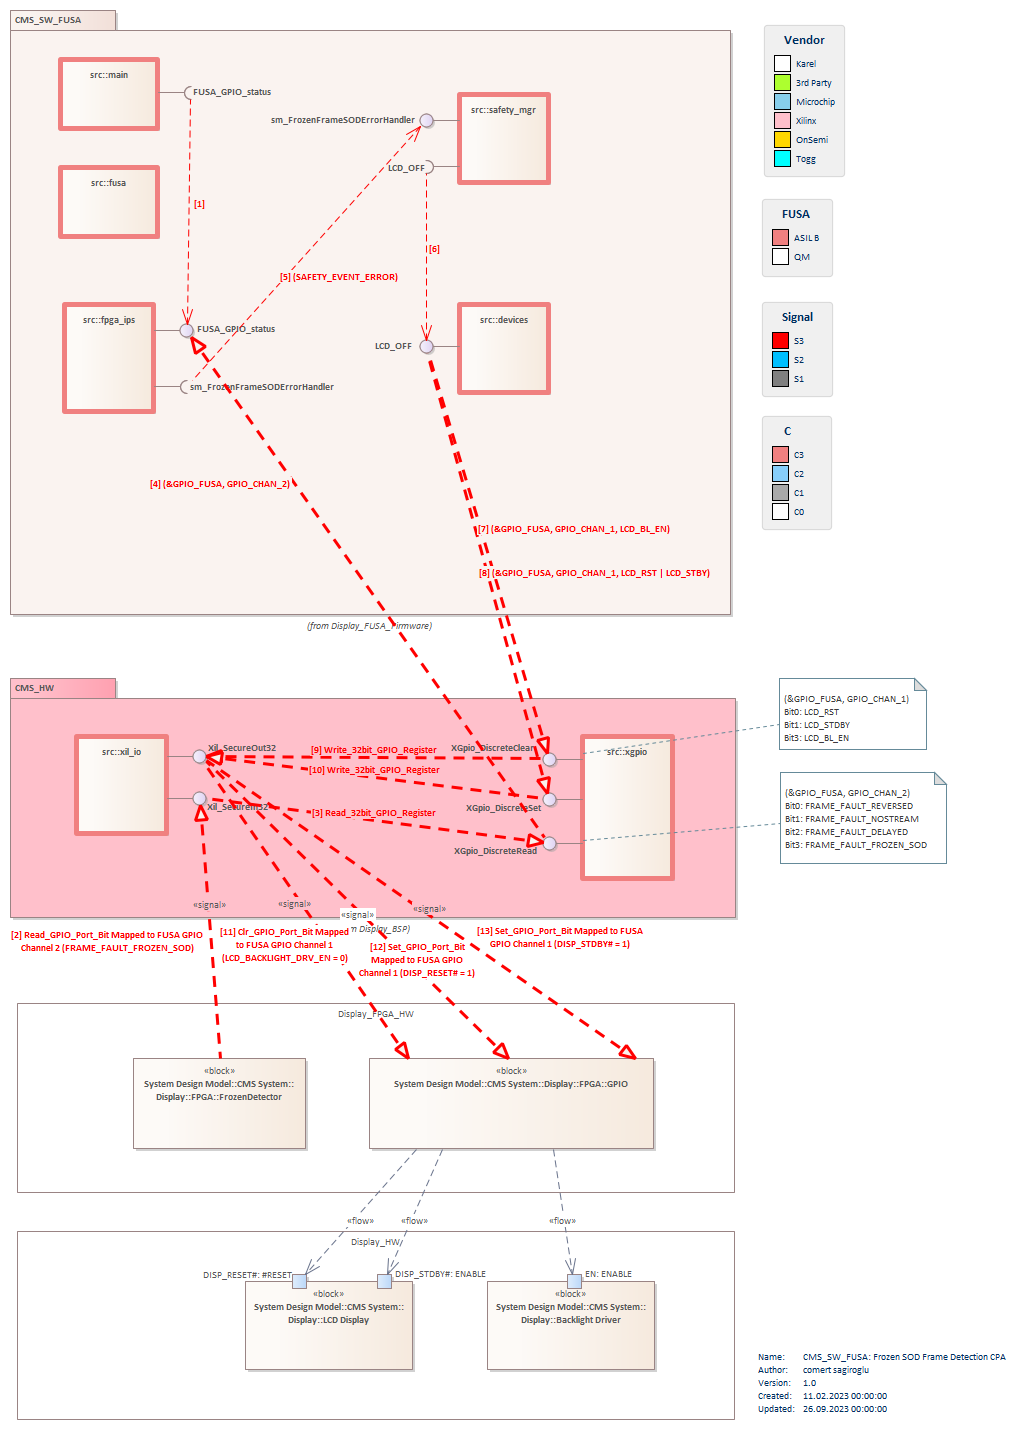 CMS_SW_FUSA
src::main
FUSA_GPIO_status
sm_FrozenFrameSODErrorHandler
src::safety_mgr
LCD_OFF
src::fusa
[1]
[6]
[5] (SAFETY_EVENT_ERROR)
src::fpga_ips
FUSA_GPIO_status
src::devices
LCD_OFF
sm_FrozenFrameSODErrorHandler
[4] (&GPIO_FUSA, GPIO_CHAN_2)
[7] (&GPIO_FUSA, GPIO_CHAN_1, LCD_BL_EN)
[8] (&GPIO_FUSA, GPIO_CHAN_1, LCD_RST | LCD_STBY)
(from Display_FUSA_Firmware)
Vendor
Karel
3rd Party
Microchip
Xilinx
OnSemi
Togg
FUSA
ASIL B
QM
Signal
S3
S2
S1
C
C3
C2
C1
C0
CMS_HW
src::xil_io
Xil_SecureOut32
[9] Write_32bit_GPIO_Register
XGpio_DiscreteClear
src::xgpio
[10] Write_32bit_GPIO_Register
Xil_SecureIn32
[3] Read_32bit_GPIO_Register
XGpio_DiscreteSet
XGpio_DiscreteRead
(&GPIO_FUSA, GPIO_CHAN_1)
Bit0: LCD_RST
Bit1: LCD_STDBY
Bit3: LCD_BL_EN
(&GPIO_FUSA, GPIO_CHAN_2)
Bit0: FRAME_FAULT_REVERSED
Bit1: FRAME_FAULT_NOSTREAM
Bit2: FRAME_FAULT_DELAYED
Bit3: FRAME_FAULT_FROZEN_SOD
«signal»
«signal»
«signal»
«signal»
m Display_BSP)
[2] Read_GPIO_Port_Bit Mapped to FUSA GPIO
Channel 2 (FRAME_FAULT_FROZEN_SOD)
[11] Clr_GPIO_Port_Bit Mapped
to FUSA GPIO Channel 1
(LCD_BACKLIGHT_DRV_EN = 0)
[12] Set_GPIO_Port_Bit
Mapped to FUSA GPIO
Channel 1 (DISP_RESET# = 1)
[13] Set_GPIO_Port_Bit Mapped to FUSA
GPIO Channel 1 (DISP_STDBY# = 1)
Display_FPGA_HW
«block»
System Design Model::CMS System::
Display::FPGA::FrozenDetector
«block»
System Design Model::CMS System::Display::FPGA::GPIO
«flow»
«flow»
«flow»
Display_HW
DISP_RESET#: #RESET
DISP_STDBY#: ENABLE
EN: ENABLE
«block»
System Design Model::CMS System::
Display::LCD Display
«block»
System Design Model::CMS System::
Display::Backlight Driver
Name: CMS_SW_FUSA: Frozen SOD Frame Detection CPA
Author: comert sagiroglu
Version: 1.0
Created: 11.02.2023 00:00:00
Updated: 26.09.2023 00:00:00